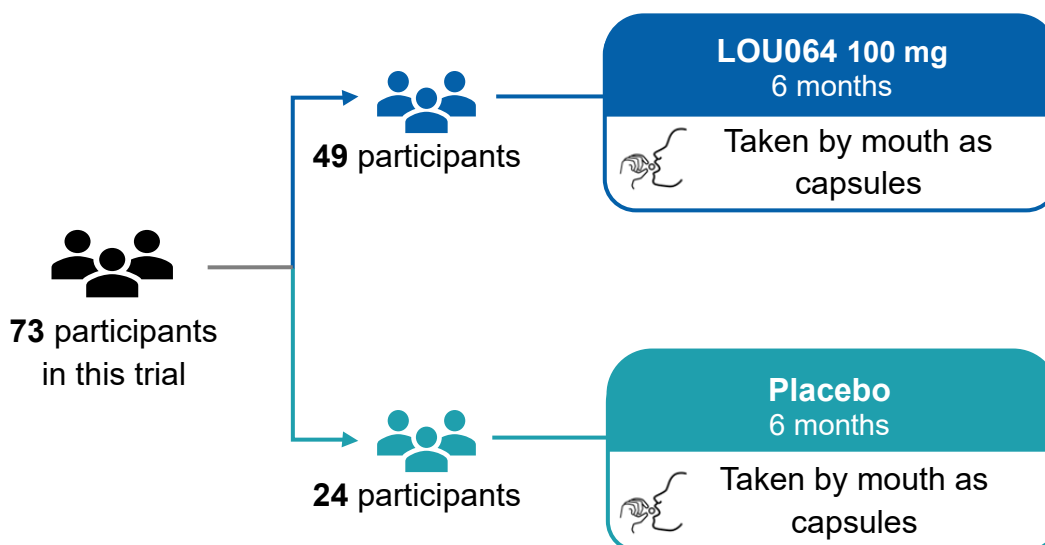 LOU064 100 mg
6 months
Taken by mouth as
capsules
49 participants
73 participants
in this trial
Placebo
6 months
Taken by mouth as
capsules
24 participants